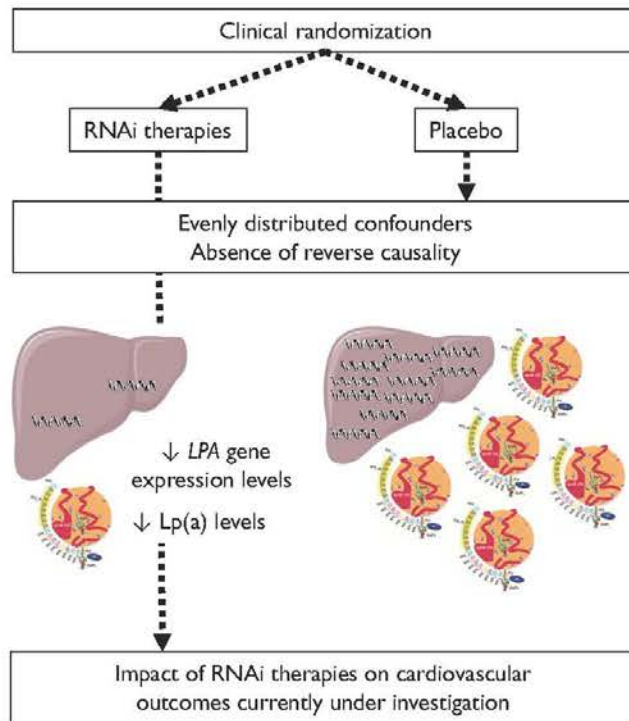 Clinical randomization
RNAi therapies
Placebo
Evenly distributed confounders
Absence of reverse causality
↓ LPA gene
expression levels
↓ Lp(a) levels
Impact of RNAi therapies on cardiovascular
outcomes currently under investigation